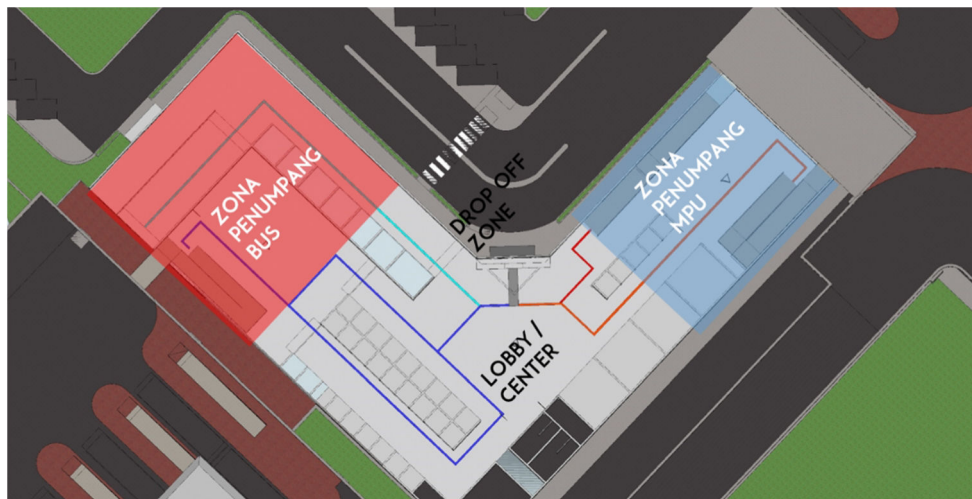 ZONA
PENUMPANG
BUS
DROP OFF
ZONE
ZONA
PENUMPANG
MPU
LOBBY /
CENTER